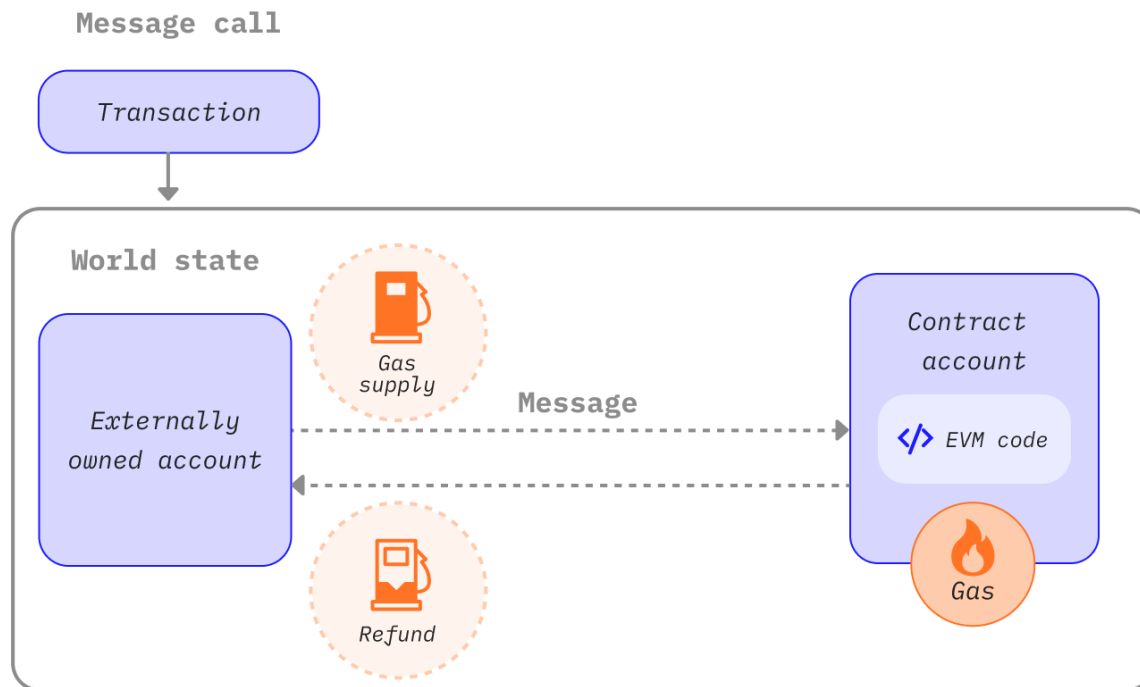 Message call
Transaction
World state
Gas
supply
Externally
owned account
Message
Contract
account
</> EVM code
Refund
Gas